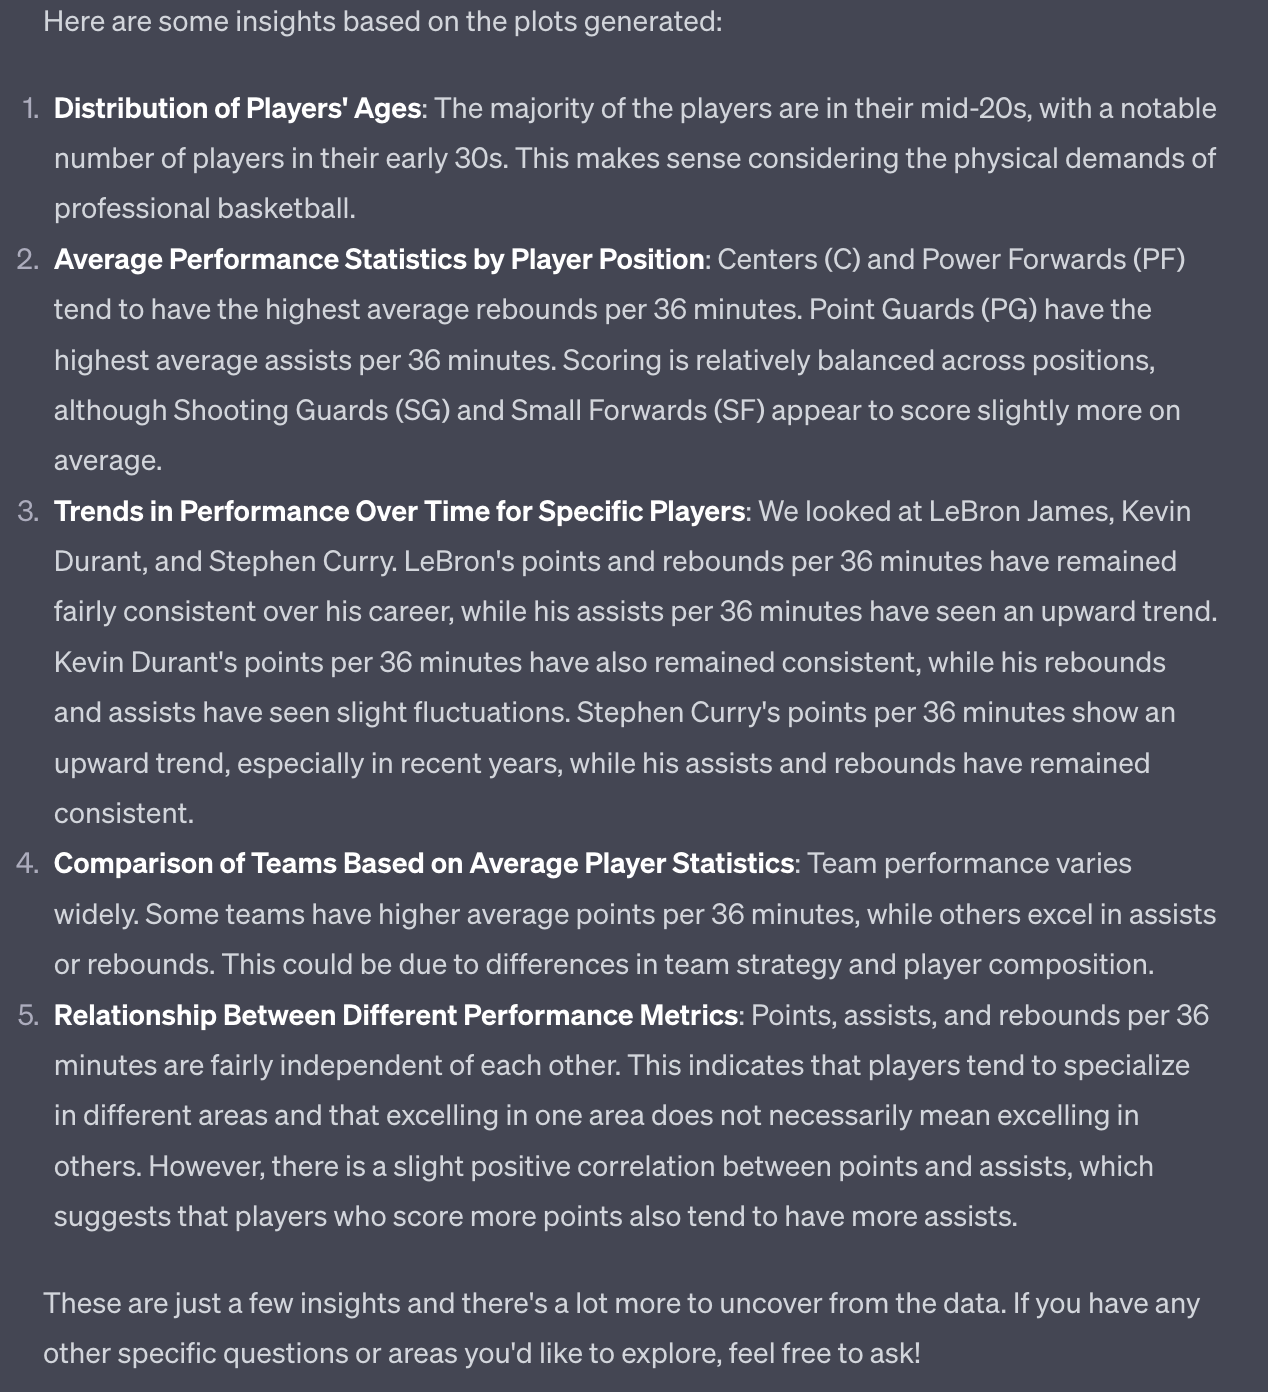 Here are some insights based on the plots generated:
1. Distribution of Players' Ages: The majority of the players are in their mid-20s, with a notable
number of players in their early 30s. This makes sense considering the physical demands of
professional basketball.
2. Average Performance Statistics by Player Position: Centers (C) and Power Forwards (PF)
tend to have the highest average rebounds per 36 minutes. Point Guards (PG) have the
highest average assists per 36 minutes. Scoring is relatively balanced across positions,
although Shooting Guards (SG) and Small Forwards (SF) appear to score slightly more on
average.
3. Trends in Performance Over Time for Specific Players: We looked at LeBron James, Kevin
Durant, and Stephen Curry. LeBron's points and rebounds per 36 minutes have remained
fairly consistent over his career, while his assists per 36 minutes have seen an upward trend.
Kevin Durant's points per 36 minutes have also remained consistent, while his rebounds
and assists have seen slight fluctuations. Stephen Curry's points per 36 minutes show an
upward trend, especially in recent years, while his assists and rebounds have remained
consistent.
4. Comparison of Teams Based on Average Player Statistics: Team performance varies
widely. Some teams have higher average points per 36 minutes, while others excel in assists
or rebounds. This could be due to differences in team strategy and player composition.
5. Relationship Between Different Performance Metrics: Points, assists, and rebounds per 36
minutes are fairly independent of each other. This indicates that players tend to specialize
in different areas and that excelling in one area does not necessarily mean excelling in
others. However, there is a slight positive correlation between points and assists, which
suggests that players who score more points also tend to have more assists.
These are just a few insights and there's a lot more to uncover from the data. If you have any
other specific questions or areas you'd like to explore, feel free to ask!